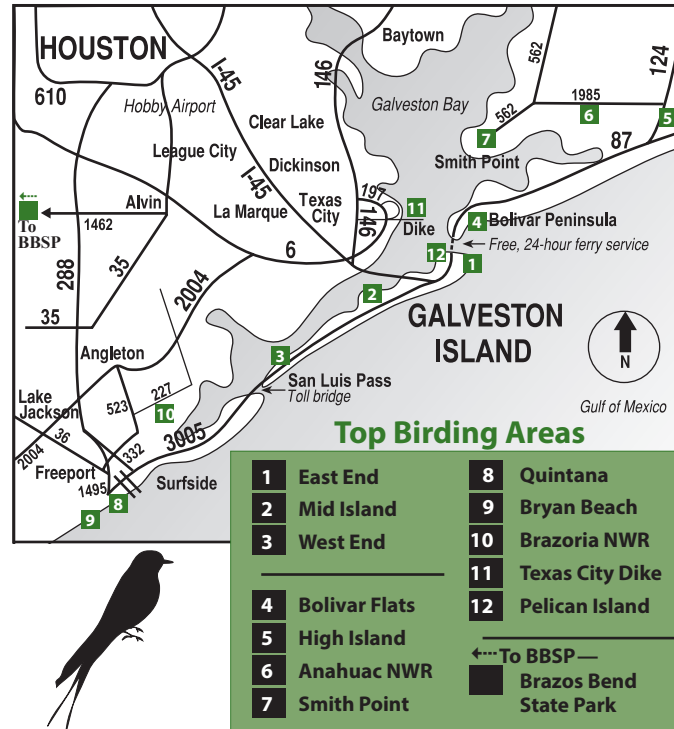 HOUSTON
Baytown
610
I-45
146
562
124
1985
Hobby Airport
Galveston Bay
Clear Lake
562
6
5
7
87
League City
Smith Point
Dickinson
I-45
Alvin
Texas
City
197
La Marque
146
11
Dike
4
Bolivar Peninsula
To
BBSP
1462
Free, 24-hour ferry service
12
1
6
288
35
2004
2
35
GALVESTON
ISLAND
N
Angleton
3
San Luis Pass
Toll bridge
Lake
Jackson
227
523
10
Gulf of Mexico
36
2004
332
3005
Freeport
1495
Surfside
8
9
Top Birding Areas
1 East End
2 Mid Island
3 West End
4 Bolivar Flats
5 High Island
6 Anahuac NWR
7 Smith Point
8 Quintana
9 Bryan Beach
10 Brazoria NWR
11 Texas City Dike
12 Pelican Island
To BBSP—
Brazos Bend
State Park